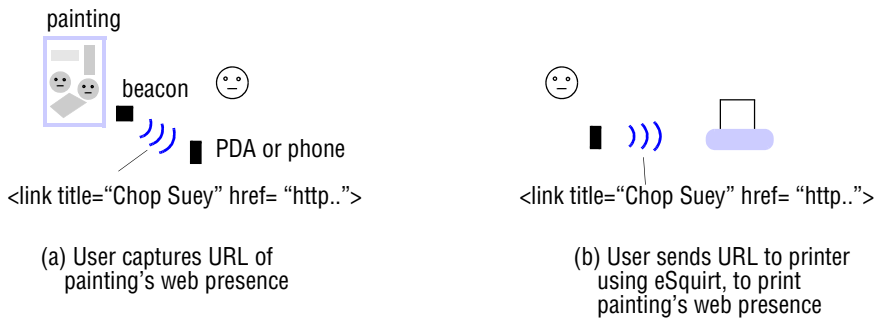 painting
beacon
PDA or phone
<link title=“Chop Suey” href= “http..”>
(a) User captures URL of
painting’s web presence
<link title=“Chop Suey” href= “http..”>
(b) User sends URL to printer
using eSquirt, to print
painting’s web presence